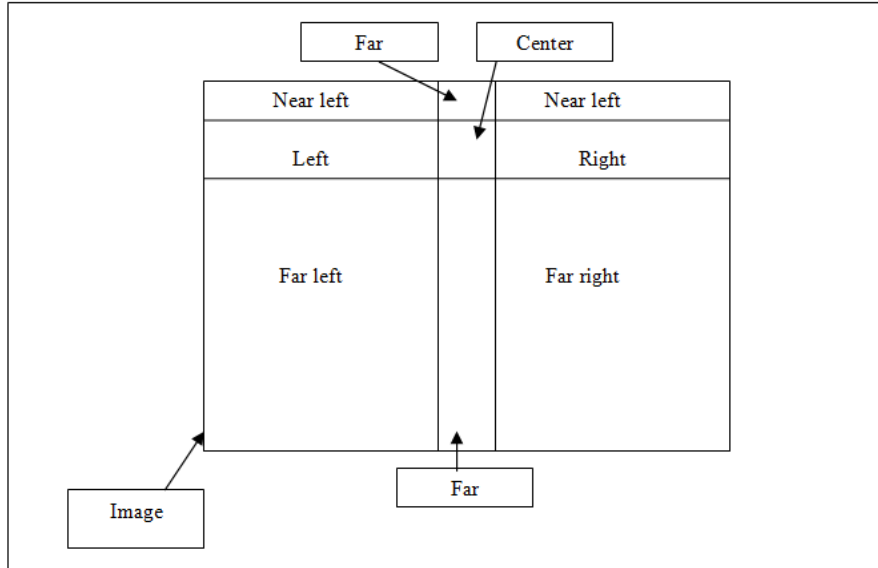 Far
Center
Near left
Near left
Left
Right
Far left
Far right
Far
Image